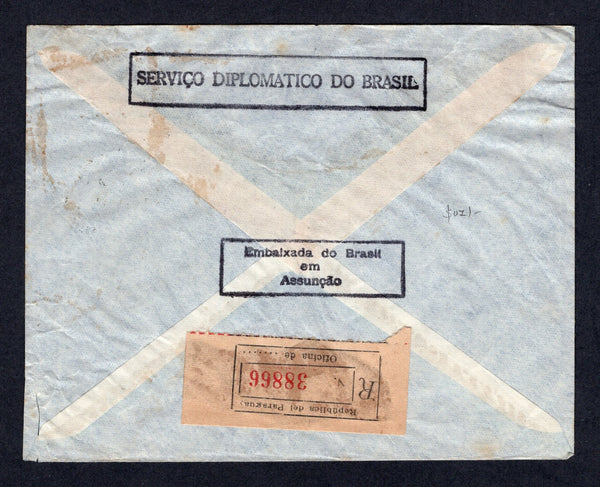 SERVIÇO DIPLOMATICO DO BRASIL
Embaixada do Brasil
em
Assunção
República del Paraguay
R
38866
Oficina de